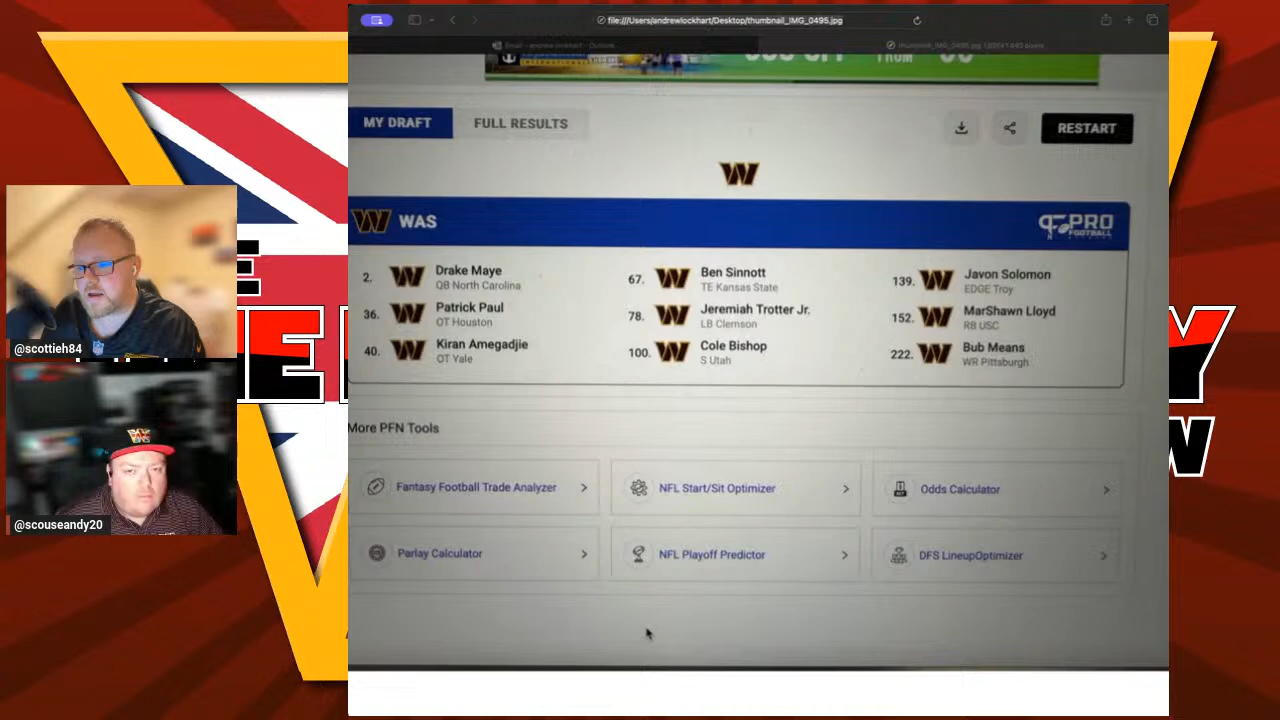 file:///Users/andrewlockhart/Desktop/thumbnail_IMG_0495.jpg
MY DRAFT
FULL RESULTS
RESTART
W
W WAS
PRO
FOOTBALL
2. W Drake Maye
QB North Carolina
36. W Patrick Paul
OT Houston
40. W Kiran Amegadjie
OT Yale
67. W Ben Sinnott
TE Kansas State
78. W Jeremiah Trotter Jr.
LB Clemson
100. W Cole Bishop
S Utah
139. W Javon Solomon
EDGE Troy
152. W MarShawn Lloyd
RB USC
222. W Bub Means
WR Pittsburgh
More PFN Tools
Fantasy Football Trade Analyzer
NFL Start/Sit Optimizer
Odds Calculator
Parlay Calculator
NFL Playoff Predictor
DFS LineupOptimizer
@scottieh84
@scouseandy20